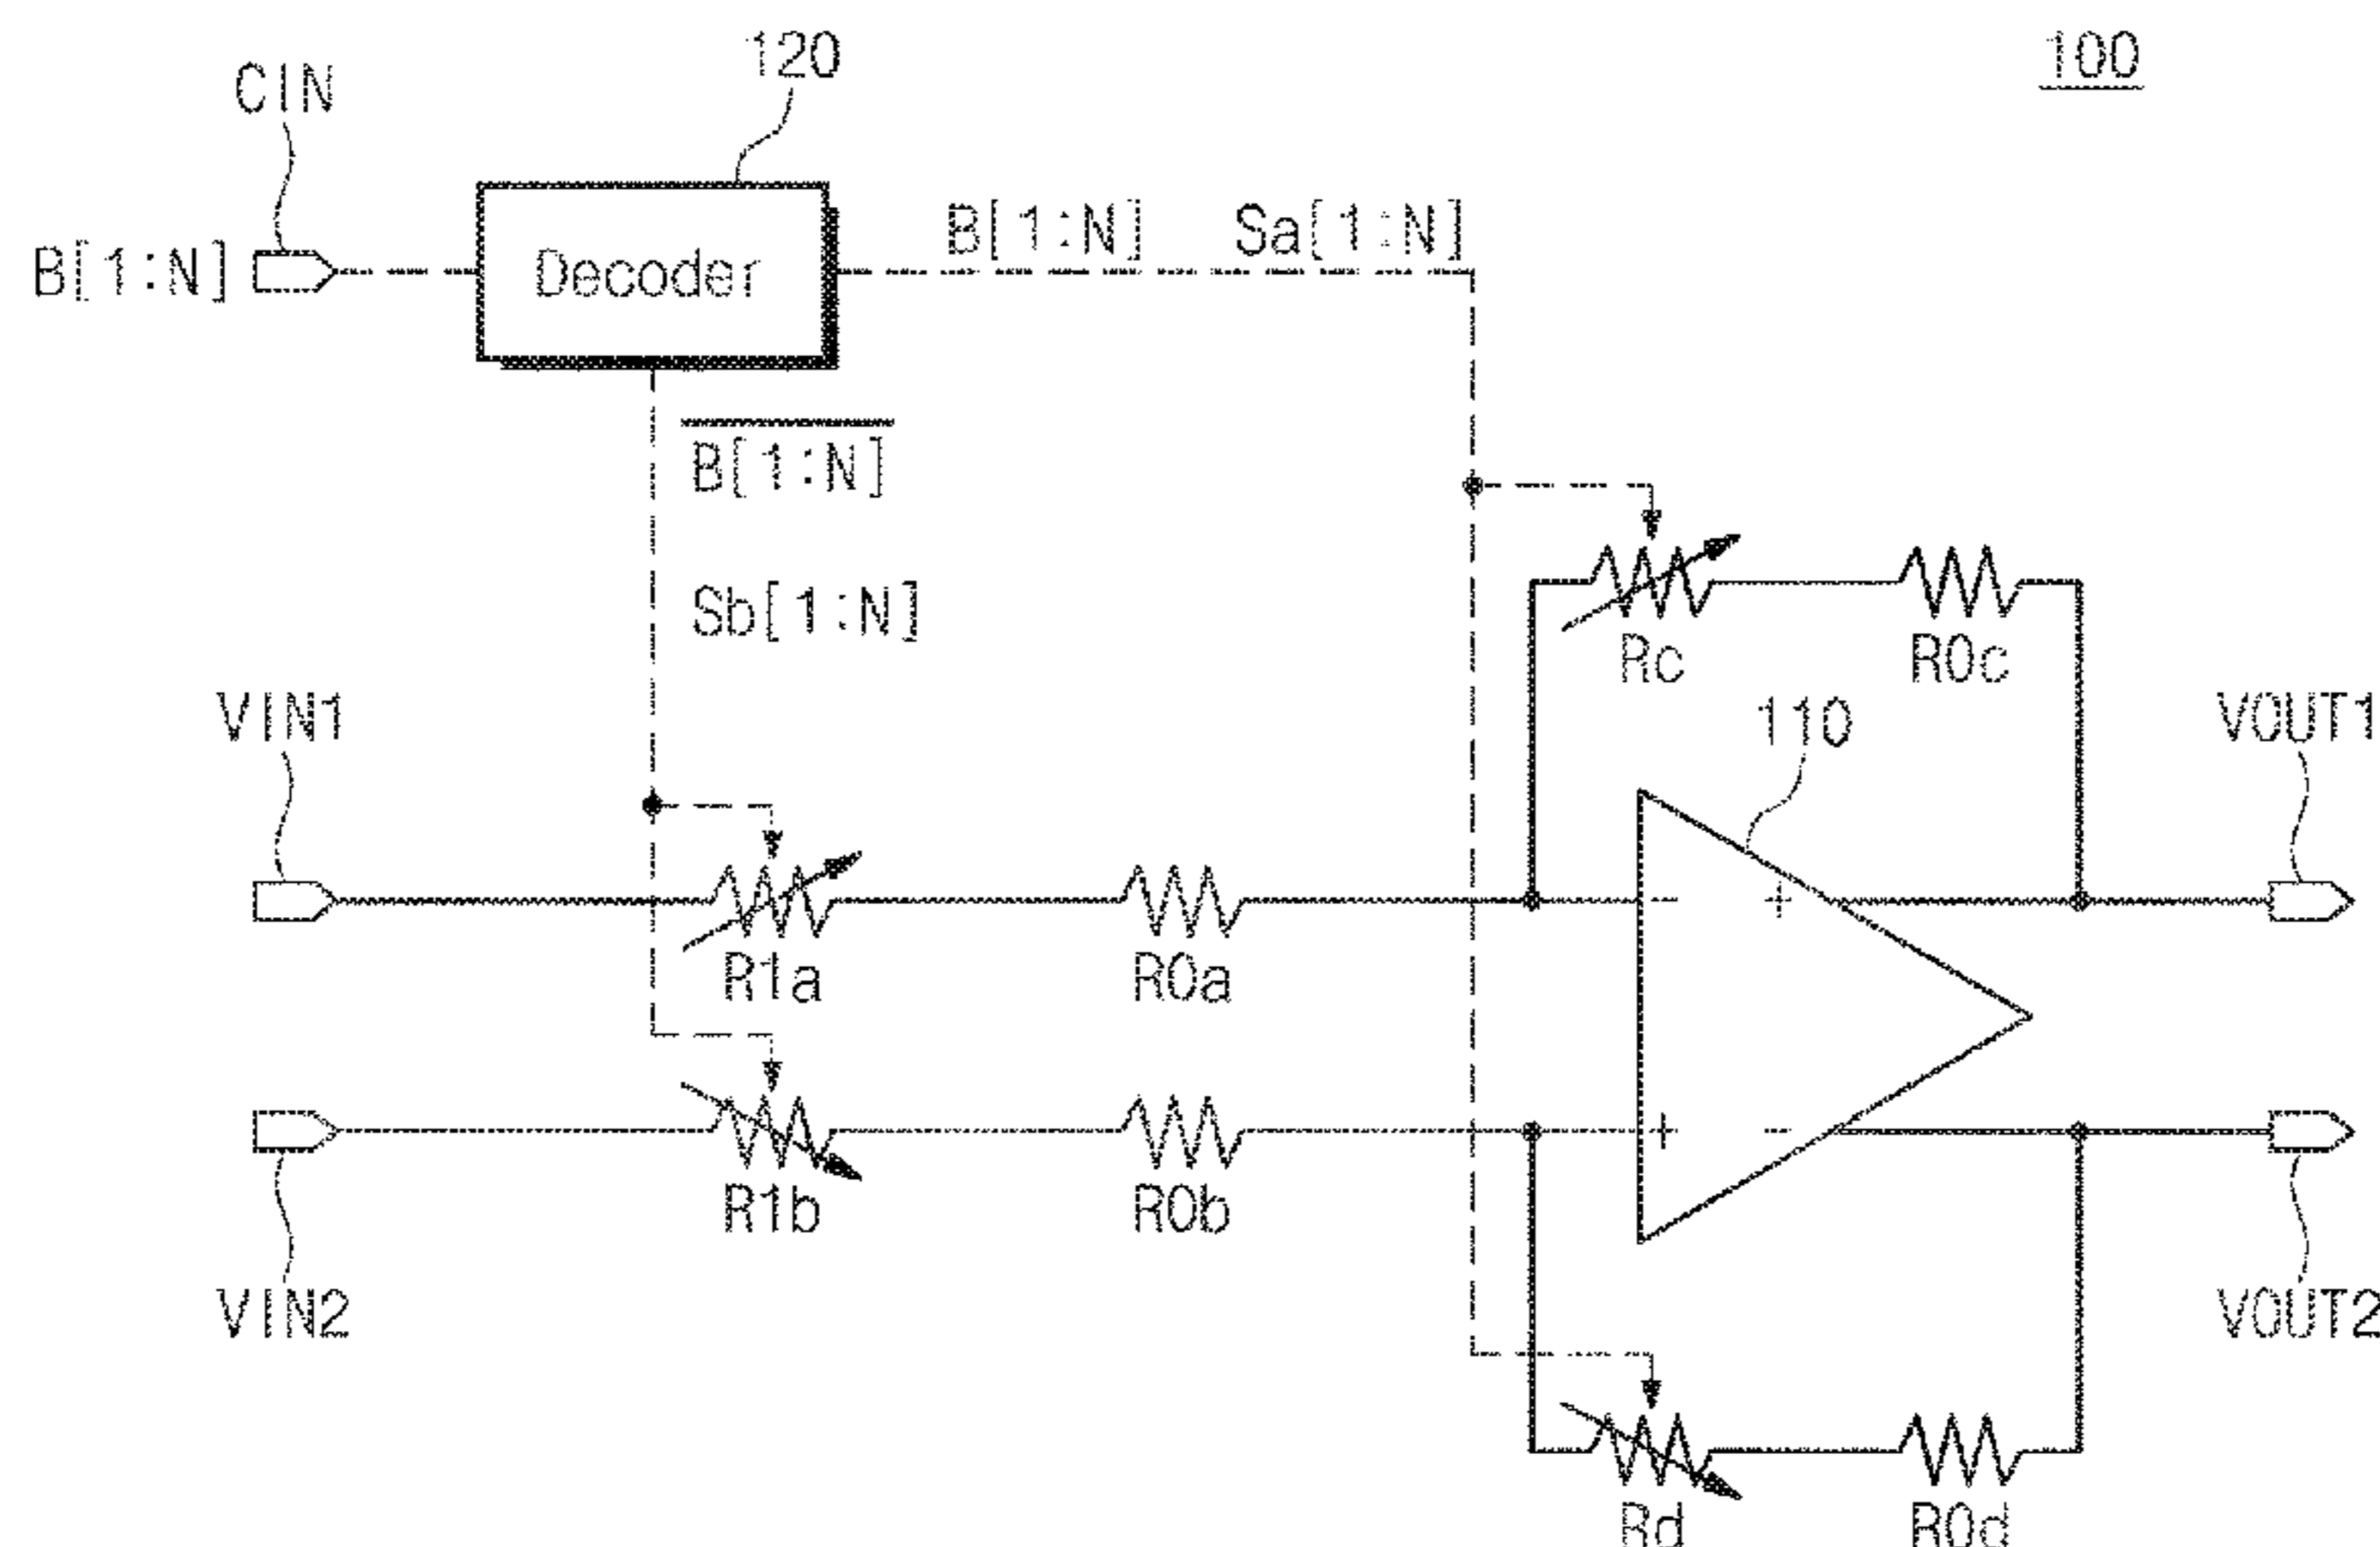 120
100
CIN
B[1:N]
Decoder
B[1:N] Sa[1:N]
B̅[̅1̅:̅N̅]̅
Sb[1:N]
Rc
R0c
VIN1
110
VOUT1
R1a
R0a
- +
+ -
R1b
R0b
VIN2
VOUT2
Rd
R0d